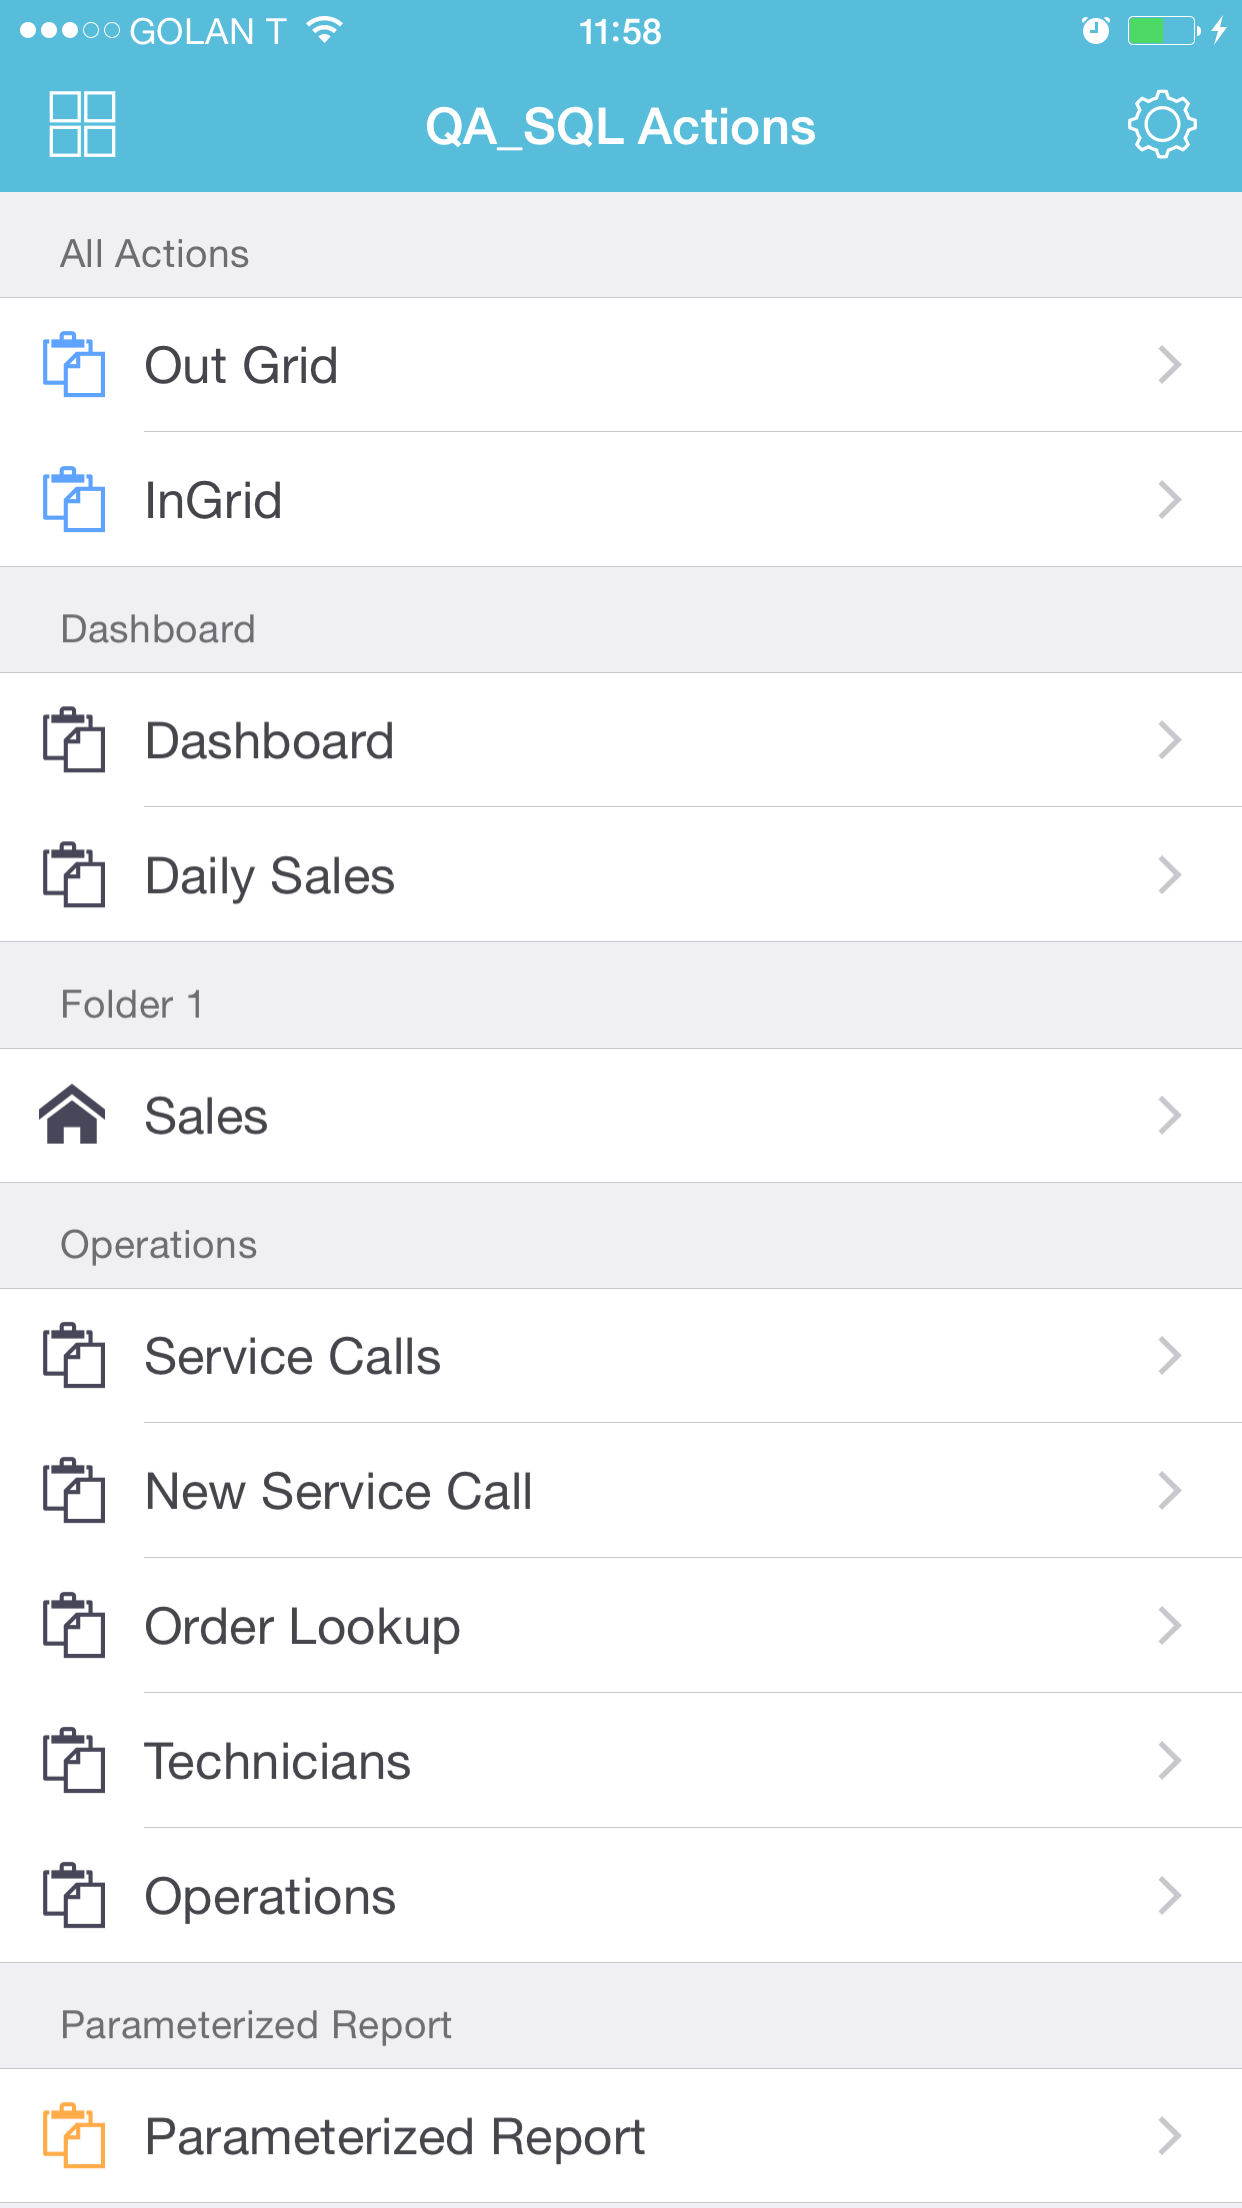 GOLAN T 11:58
QA_SQL Actions
All Actions
Out Grid
InGrid
Dashboard
Dashboard
Daily Sales
Folder 1
Sales
Operations
Service Calls
New Service Call
Order Lookup
Technicians
Operations
Parameterized Report
Parameterized Report